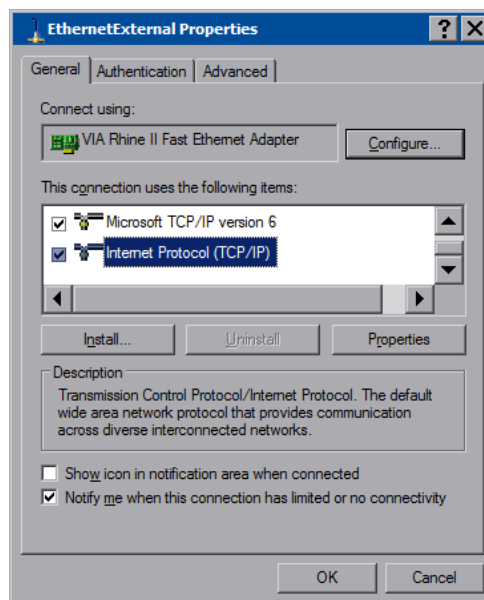 EthernetExternal Properties
General Authentication Advanced
Connect using:
VIA Rhine II Fast Ethernet Adapter Configure...
This connection uses the following items:
Microsoft TCP/IP version 6
Internet Protocol (TCP/IP)
Install... Uninstall Properties
Description
Transmission Control Protocol/Internet Protocol. The default
wide area network protocol that provides communication
across diverse interconnected networks.
Show icon in notification area when connected
Notify me when this connection has limited or no connectivity
OK Cancel